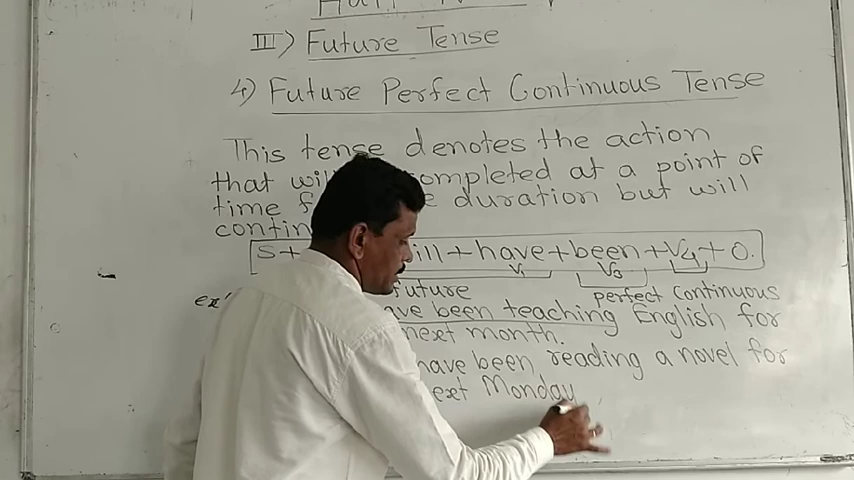 III) Future Tense
4) Future Perfect Continuous Tense
This tense denotes the action
that will completed at a point of
time duration but will
S+ ill+have+been+V4+O.
V1 V3
future perfect continuous
ex:
ave been teaching English for
next month.
have been reading a novel for
ext Monday